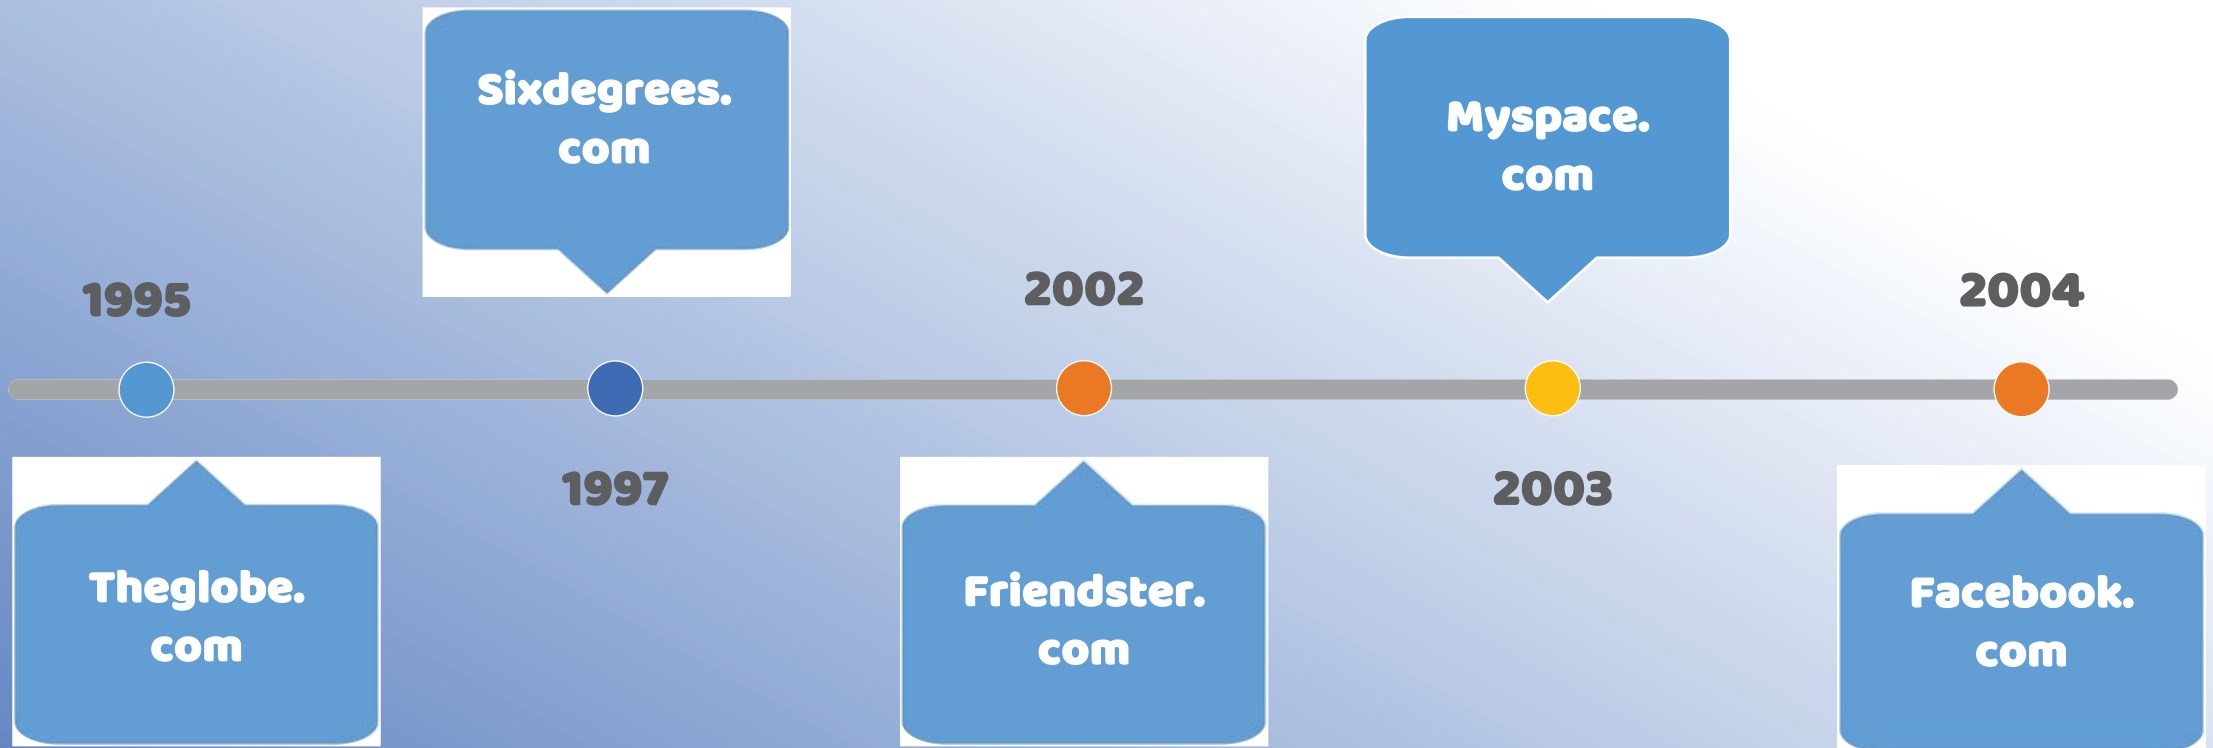 Sixdegrees.
com
Myspace.
com
1995
2002
2004
1997
2003
Theglobe.
com
Friendster.
com
Facebook.
com